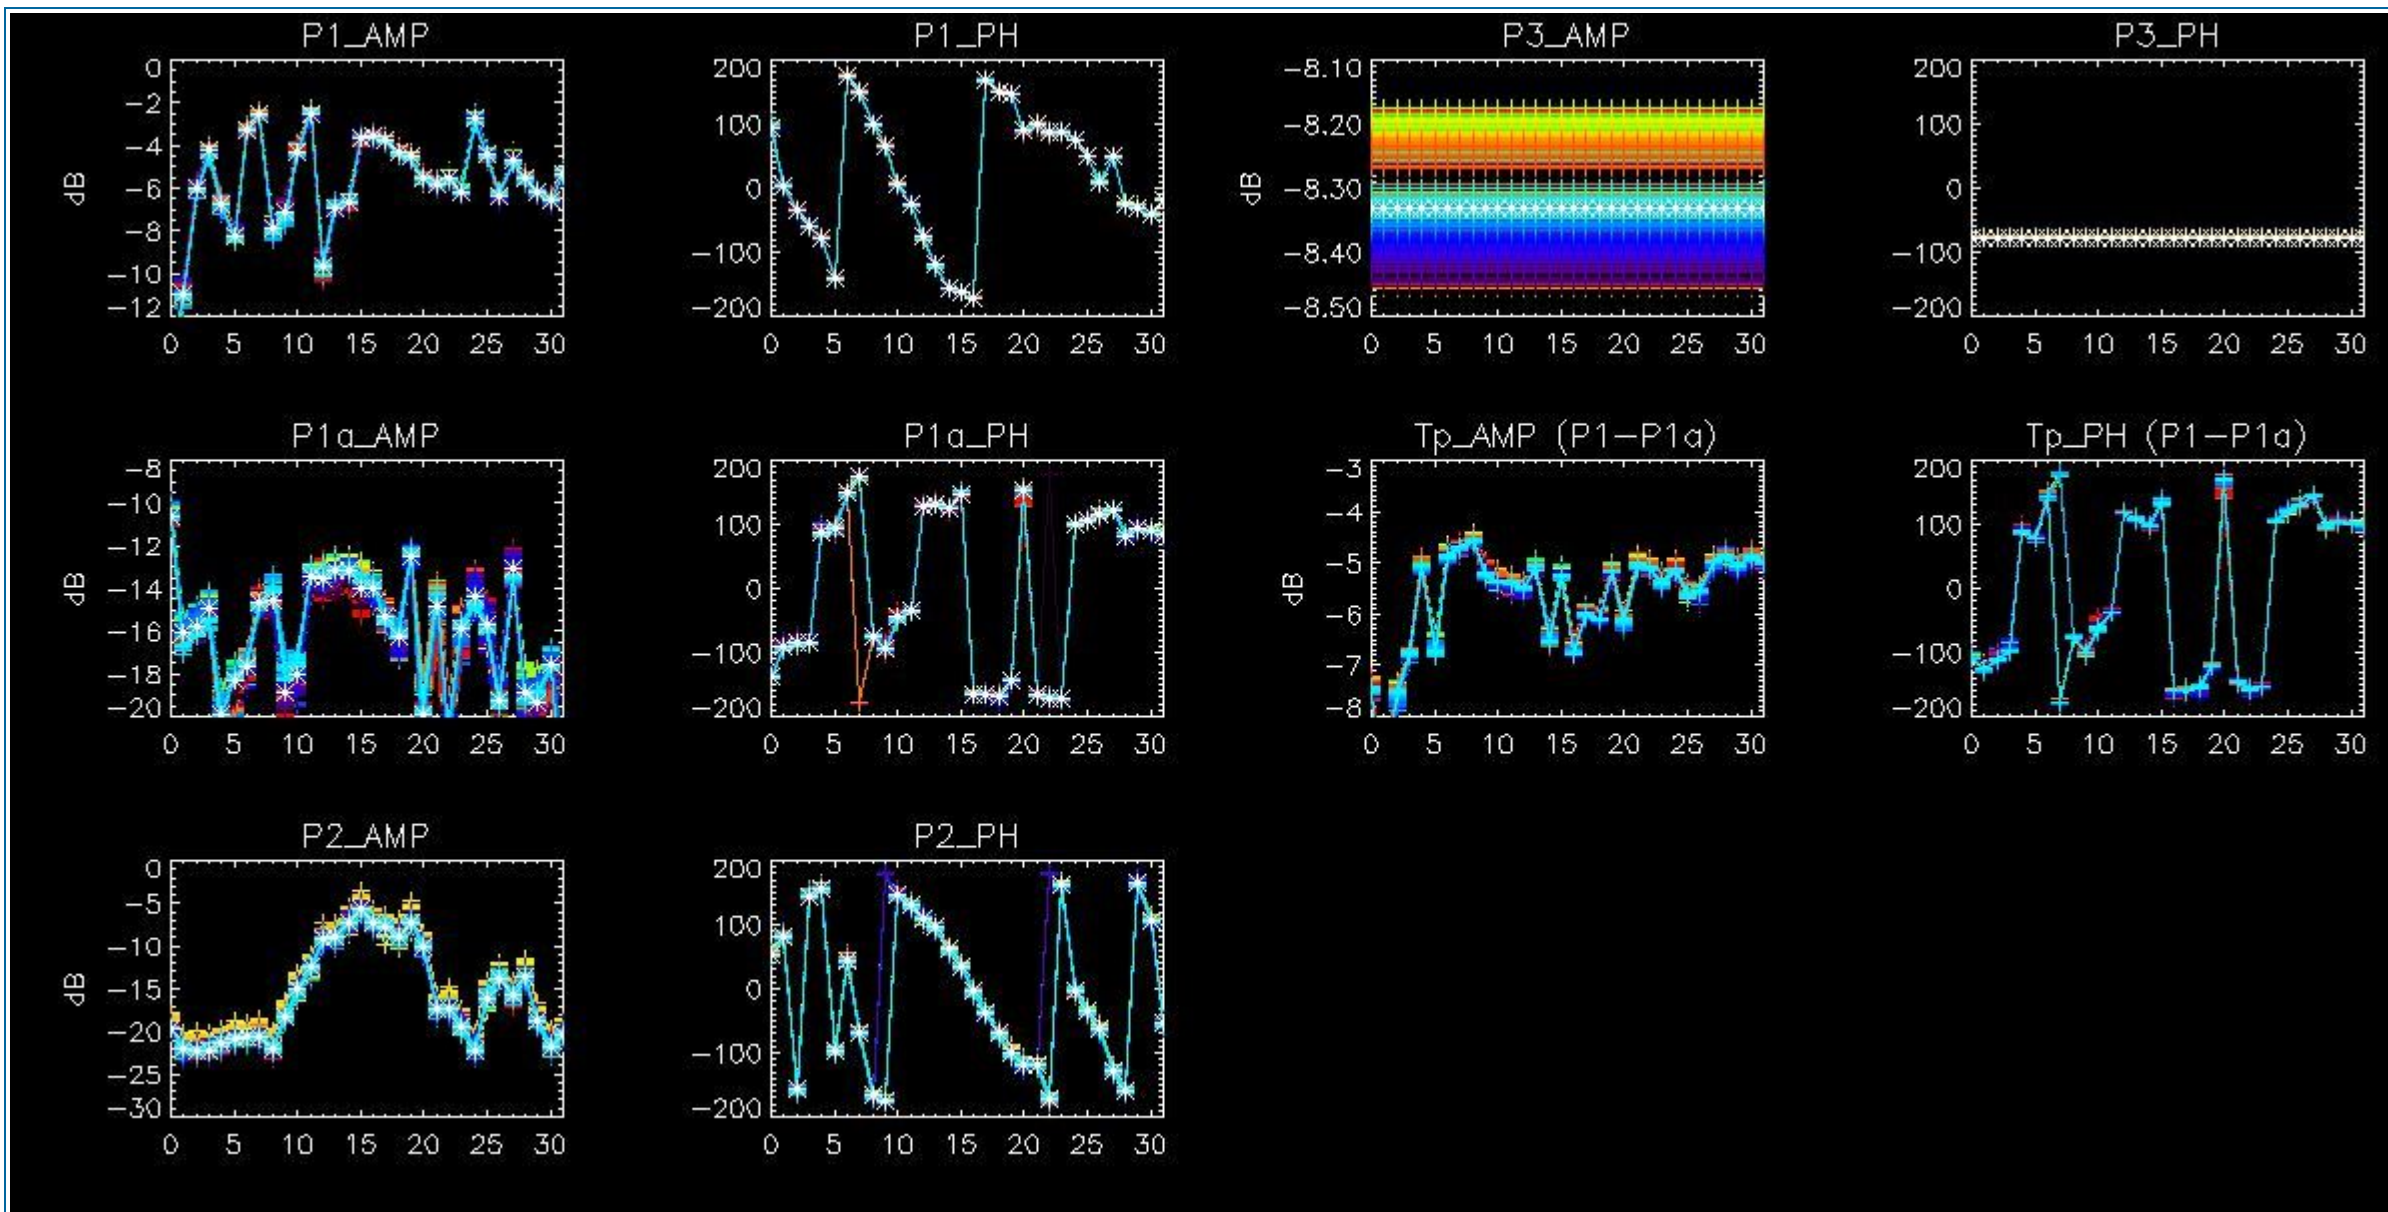 P1_AMP P1_PH P3_AMP P3_PH
0 200 -8.10 200
-2 100 -8.20 100
-4 0 -8.30 0
-6 -100 -8.40 -100
-8 -200 -8.50 -200
-10
-12
dB dB
0 5 10 15 20 25 30 0 5 10 15 20 25 30 0 5 10 15 20 25 30 0 5 10 15 20 25 30
P1a_AMP P1a_PH Tp_AMP (P1-P1a) Tp_PH (P1-P1a)
-8 200 -3 200
-10 100 -4 100
-12 0 -5 0
-14 -100 -6 -100
-16 -200 -7 -200
-18 -8
-20
dB dB
0 5 10 15 20 25 30 0 5 10 15 20 25 30 0 5 10 15 20 25 30 0 5 10 15 20 25 30
P2_AMP P2_PH
0 200
-5 100
-10 0
-15 -100
-20 -200
-25
-30
dB
0 5 10 15 20 25 30 0 5 10 15 20 25 30